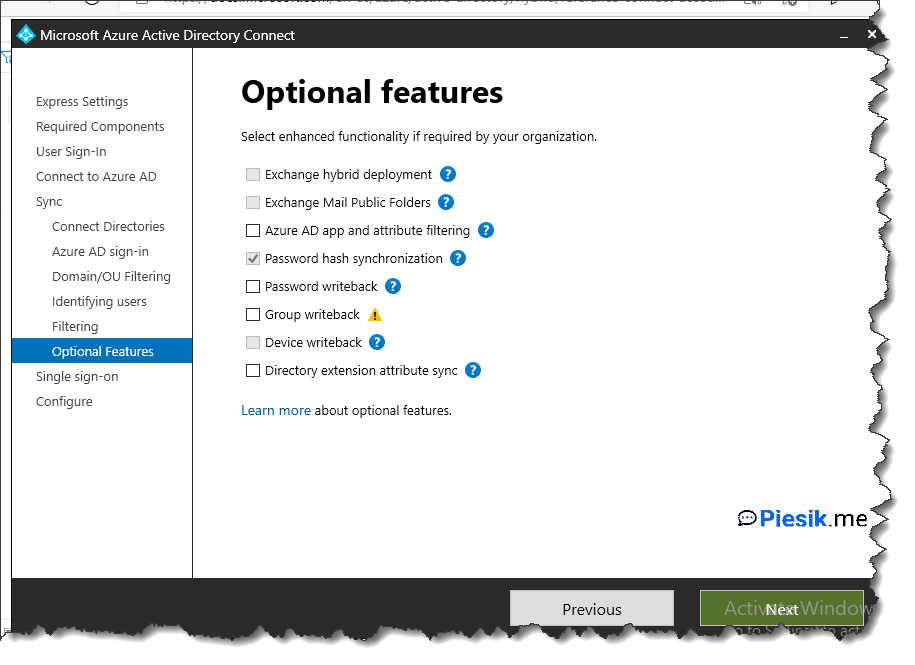 Microsoft Azure Active Directory Connect
Express Settings
Required Components
User Sign-In
Connect to Azure AD
Sync
Connect Directories
Azure AD sign-in
Domain/OU Filtering
Identifying users
Filtering
Optional Features
Single sign-on
Configure
Optional features
Select enhanced functionality if required by your organization.
Exchange hybrid deployment ?
Exchange Mail Public Folders ?
Azure AD app and attribute filtering ?
Password hash synchronization ?
Password writeback ?
Group writeback
Device writeback ?
Directory extension attribute sync ?
Learn more about optional features.
Piesik.me
Previous
Next